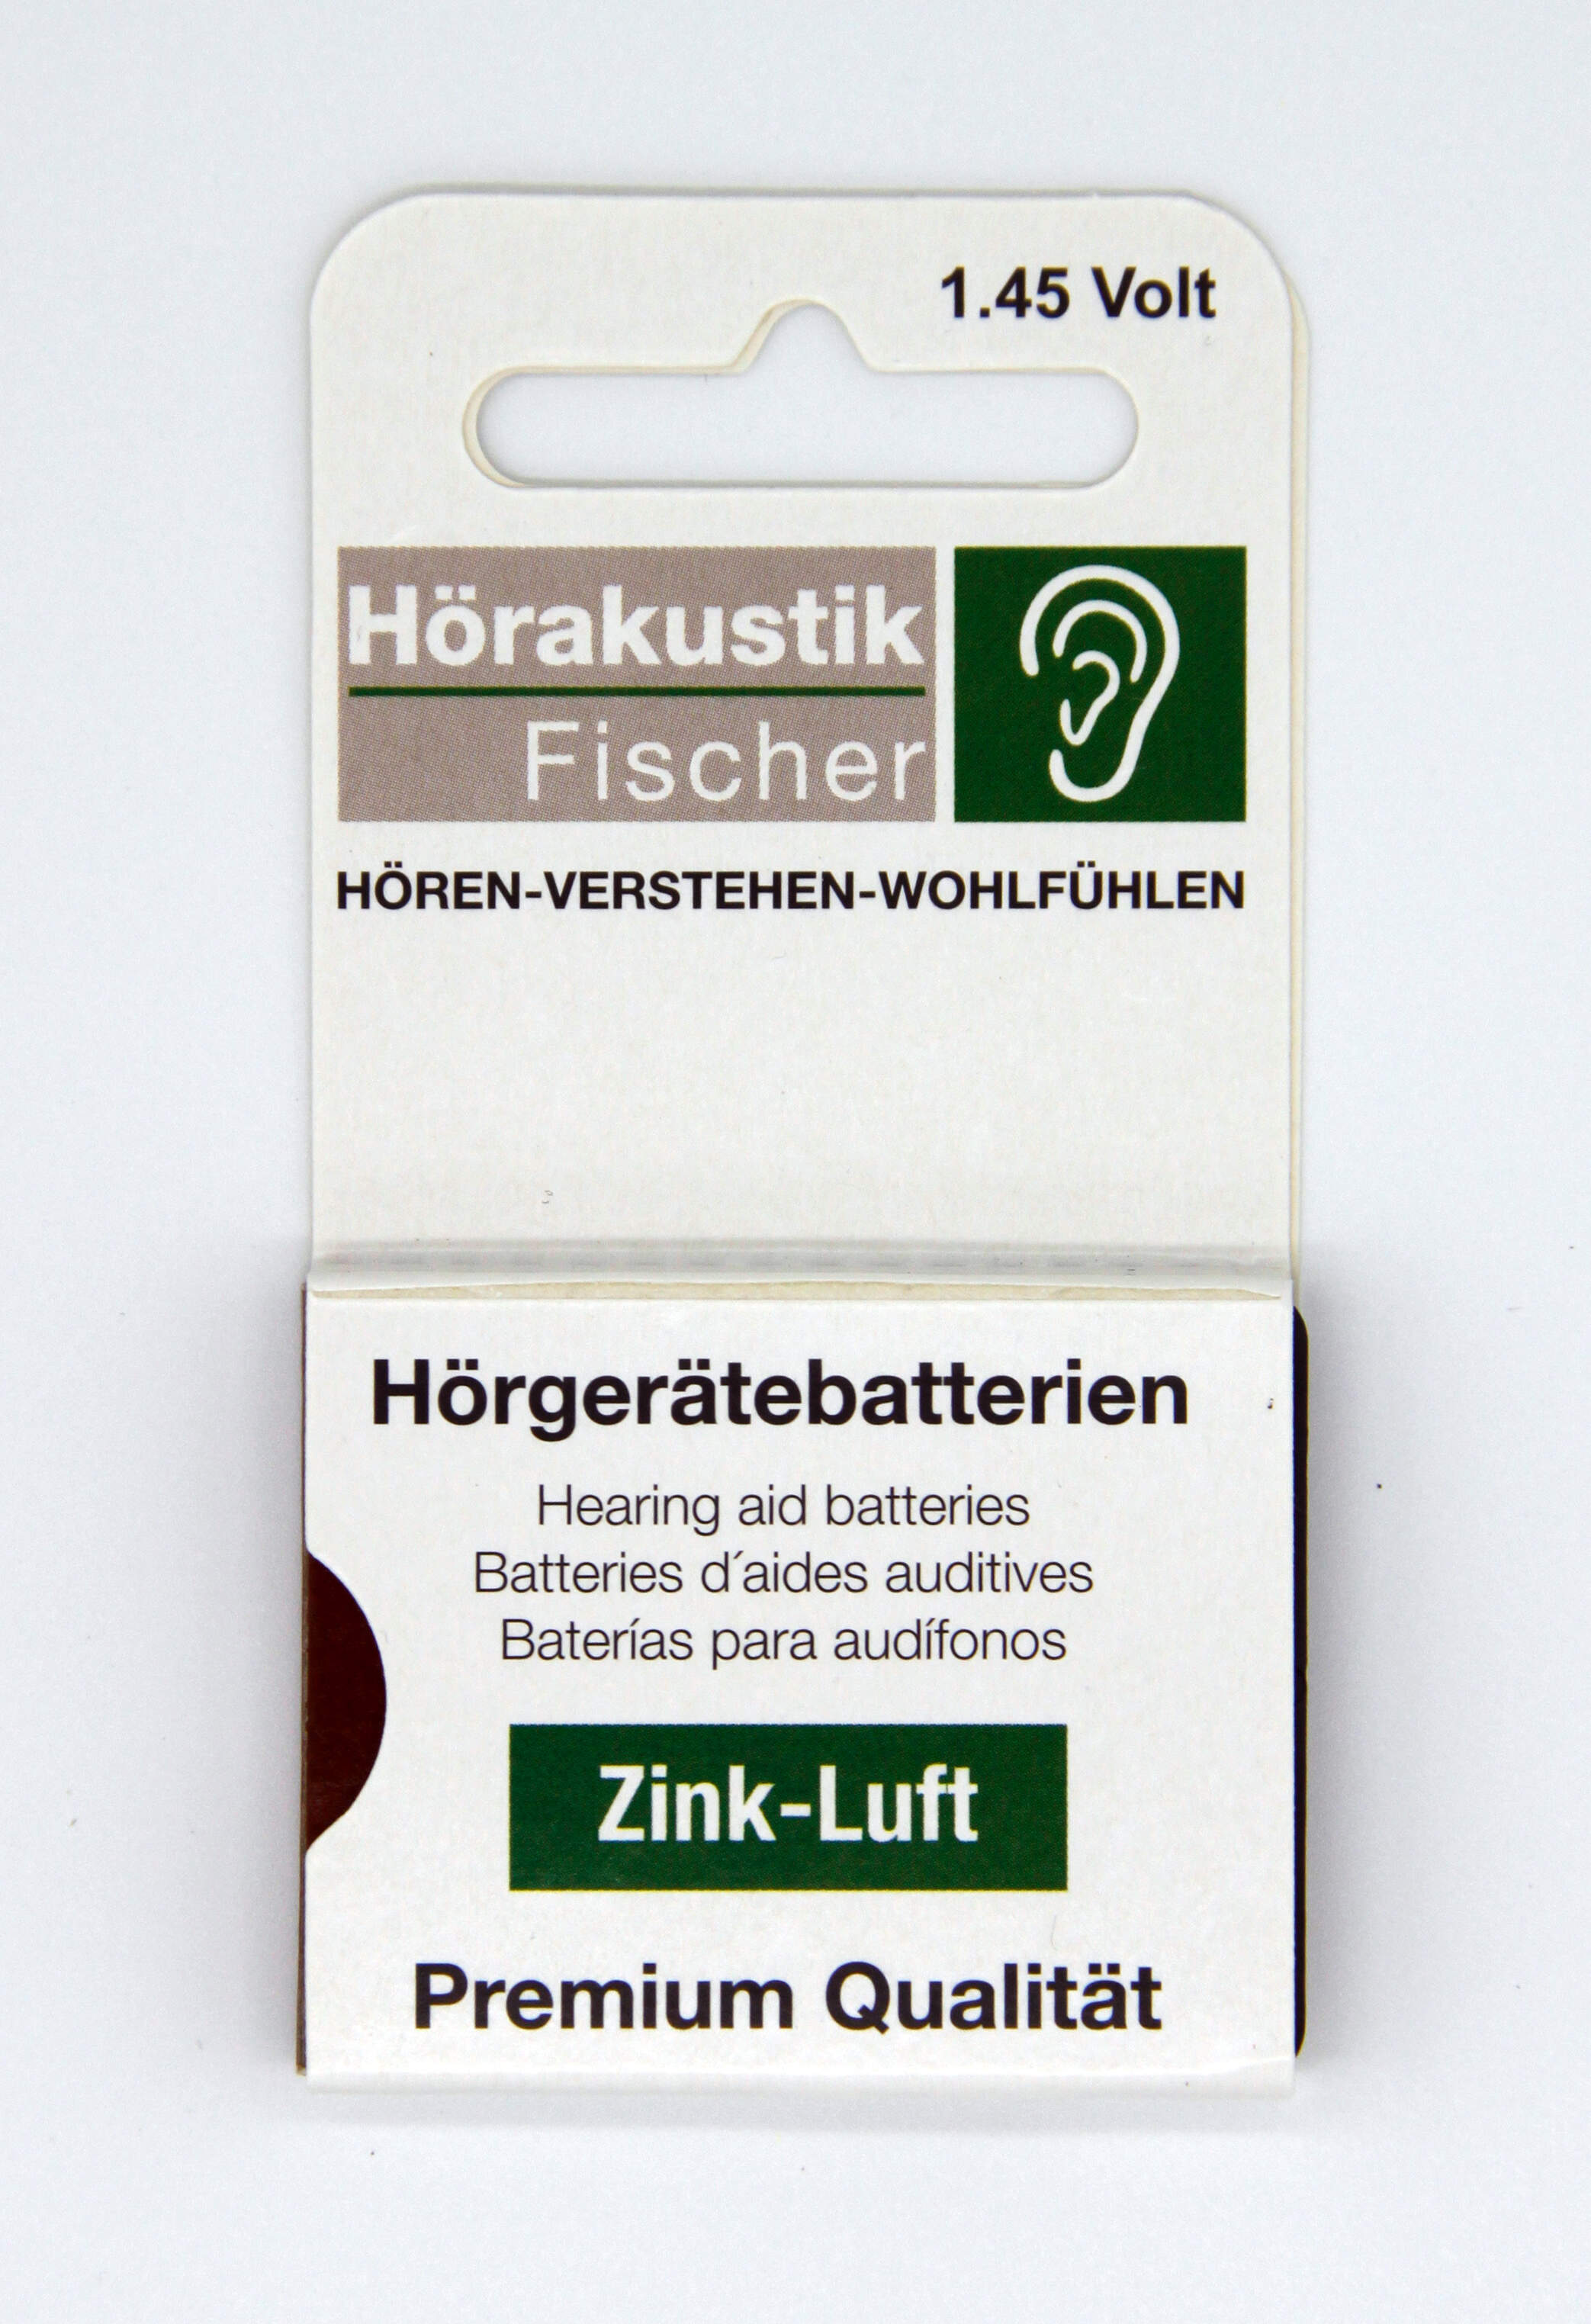 1.45 Volt
Hörakustik
Fischer
HÖREN-VERSTEHEN-WOHLFÜHLEN
Hörgerätebatterien
Hearing aid batteries
Batteries d´aides auditives
Baterías para audífonos
Zink-Luft
Premium Qualität